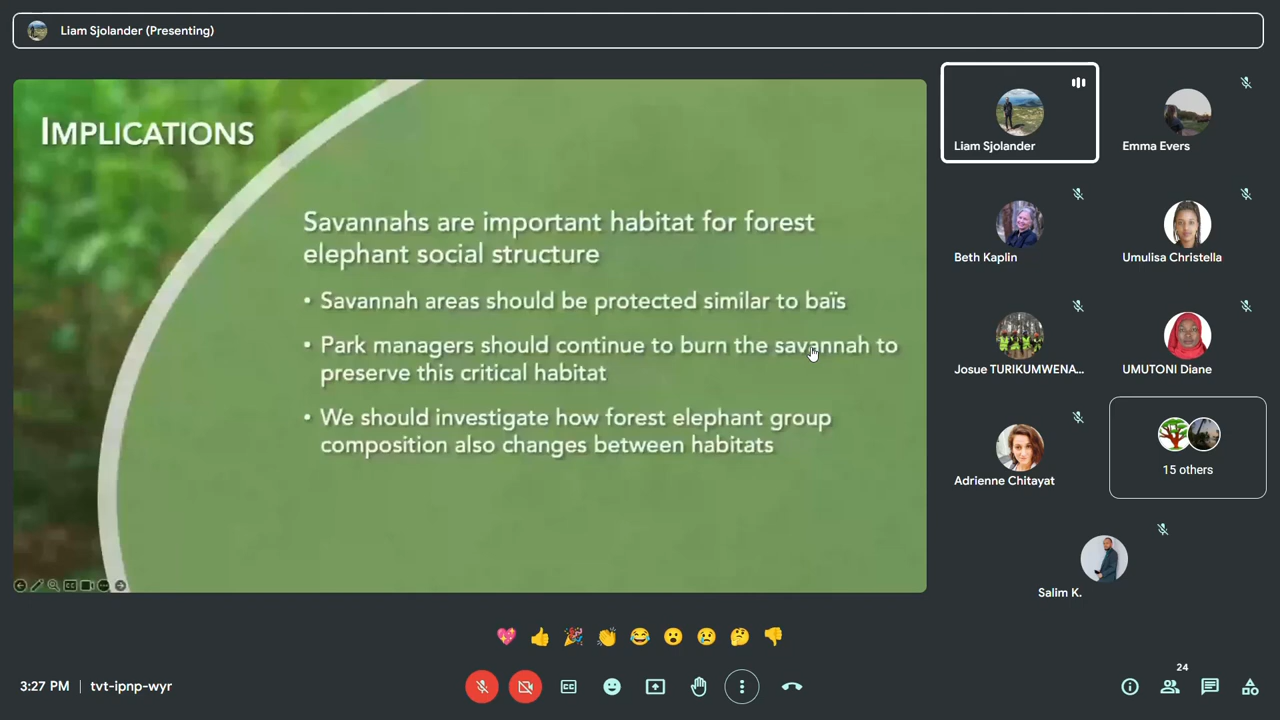 Liam Sjolander (Presenting)
IMPLICATIONS
Savannahs are important habitat for forest
elephant social structure
• Savannah areas should be protected similar to baïs
• Park managers should continue to burn the savannah to
preserve this critical habitat
• We should investigate how forest elephant group
composition also changes between habitats
Liam Sjolander
Emma Evers
Beth Kaplin
Umulisa Christella
Josue TURIKUMWENA...
UMUTONI Diane
Adrienne Chitayat
15 others
Salim K.
3:27 PM | tvt-ipnp-wyr
24